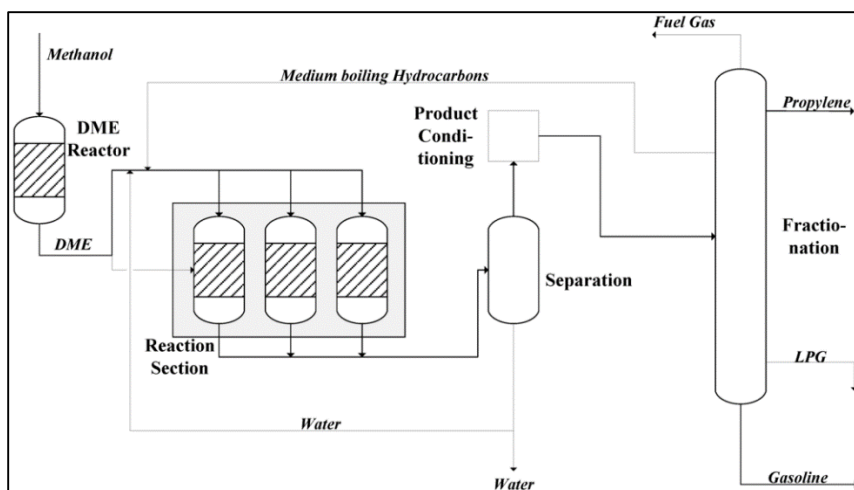 Fuel Gas
Methanol
Medium boiling Hydrocarbons
Propylene
DME
Reactor
Product
Condi-
tioning
Fractio-
nation
DME
Separation
Reaction
Section
LPG
Water
Water
Gasoline